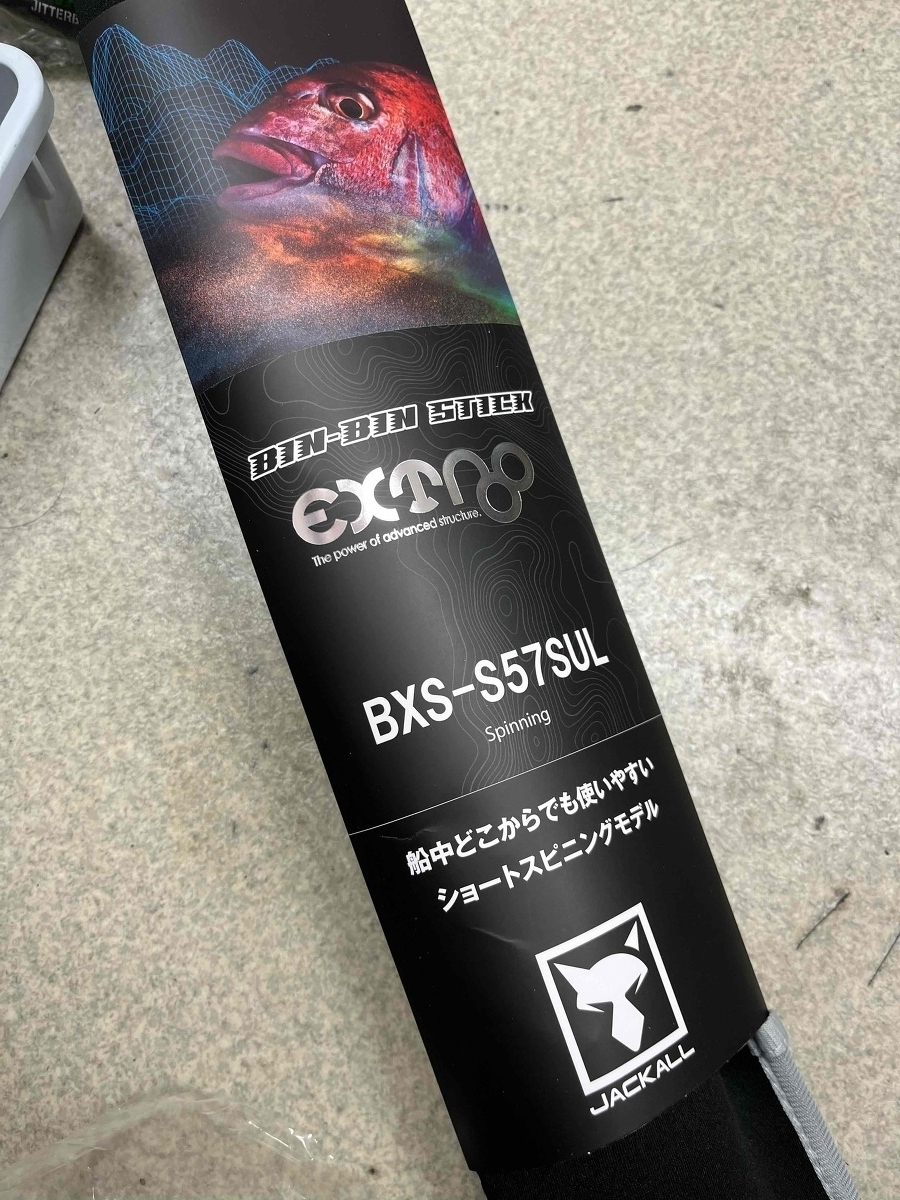 JITTERB
BIN-BIN STICK
EXTRO
The power of advanced structure.
BXS-S57SUL
Spinning
船中どこからでも使いやすい
ショートスピニングモデル
JACKALL